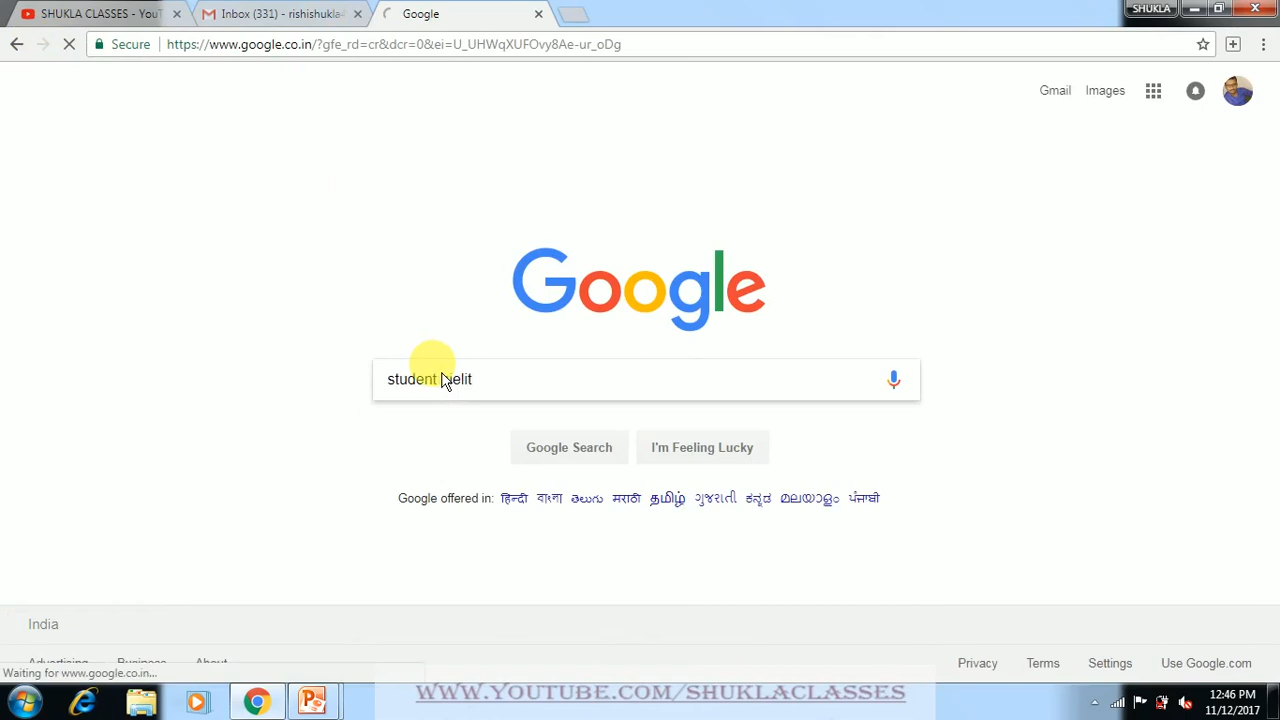 SHUKLA CLASSES - YouT
Inbox (331) - rishishukla4
Google
SHUKLA
Secure
https://www.google.co.in/?gfe_rd=cr&dcr=0&ei=U_UHWqXUFOvy8Ae-ur_oDg
Gmail Images
Google
student
Google Search
I'm Feeling Lucky
Google offered in: हिन्दी বাংলা తెలుగు मराठी தமிழ் ગુજરાતી ಕನ್ನಡ മലയാളം ਪੰਜਾਬੀ
India
Advertising Business About
Privacy Terms Settings Use Google.com
Waiting for www.google.co.in...
www.Youtube.com/shuklaclasses
12:46 PM
11/12/2017